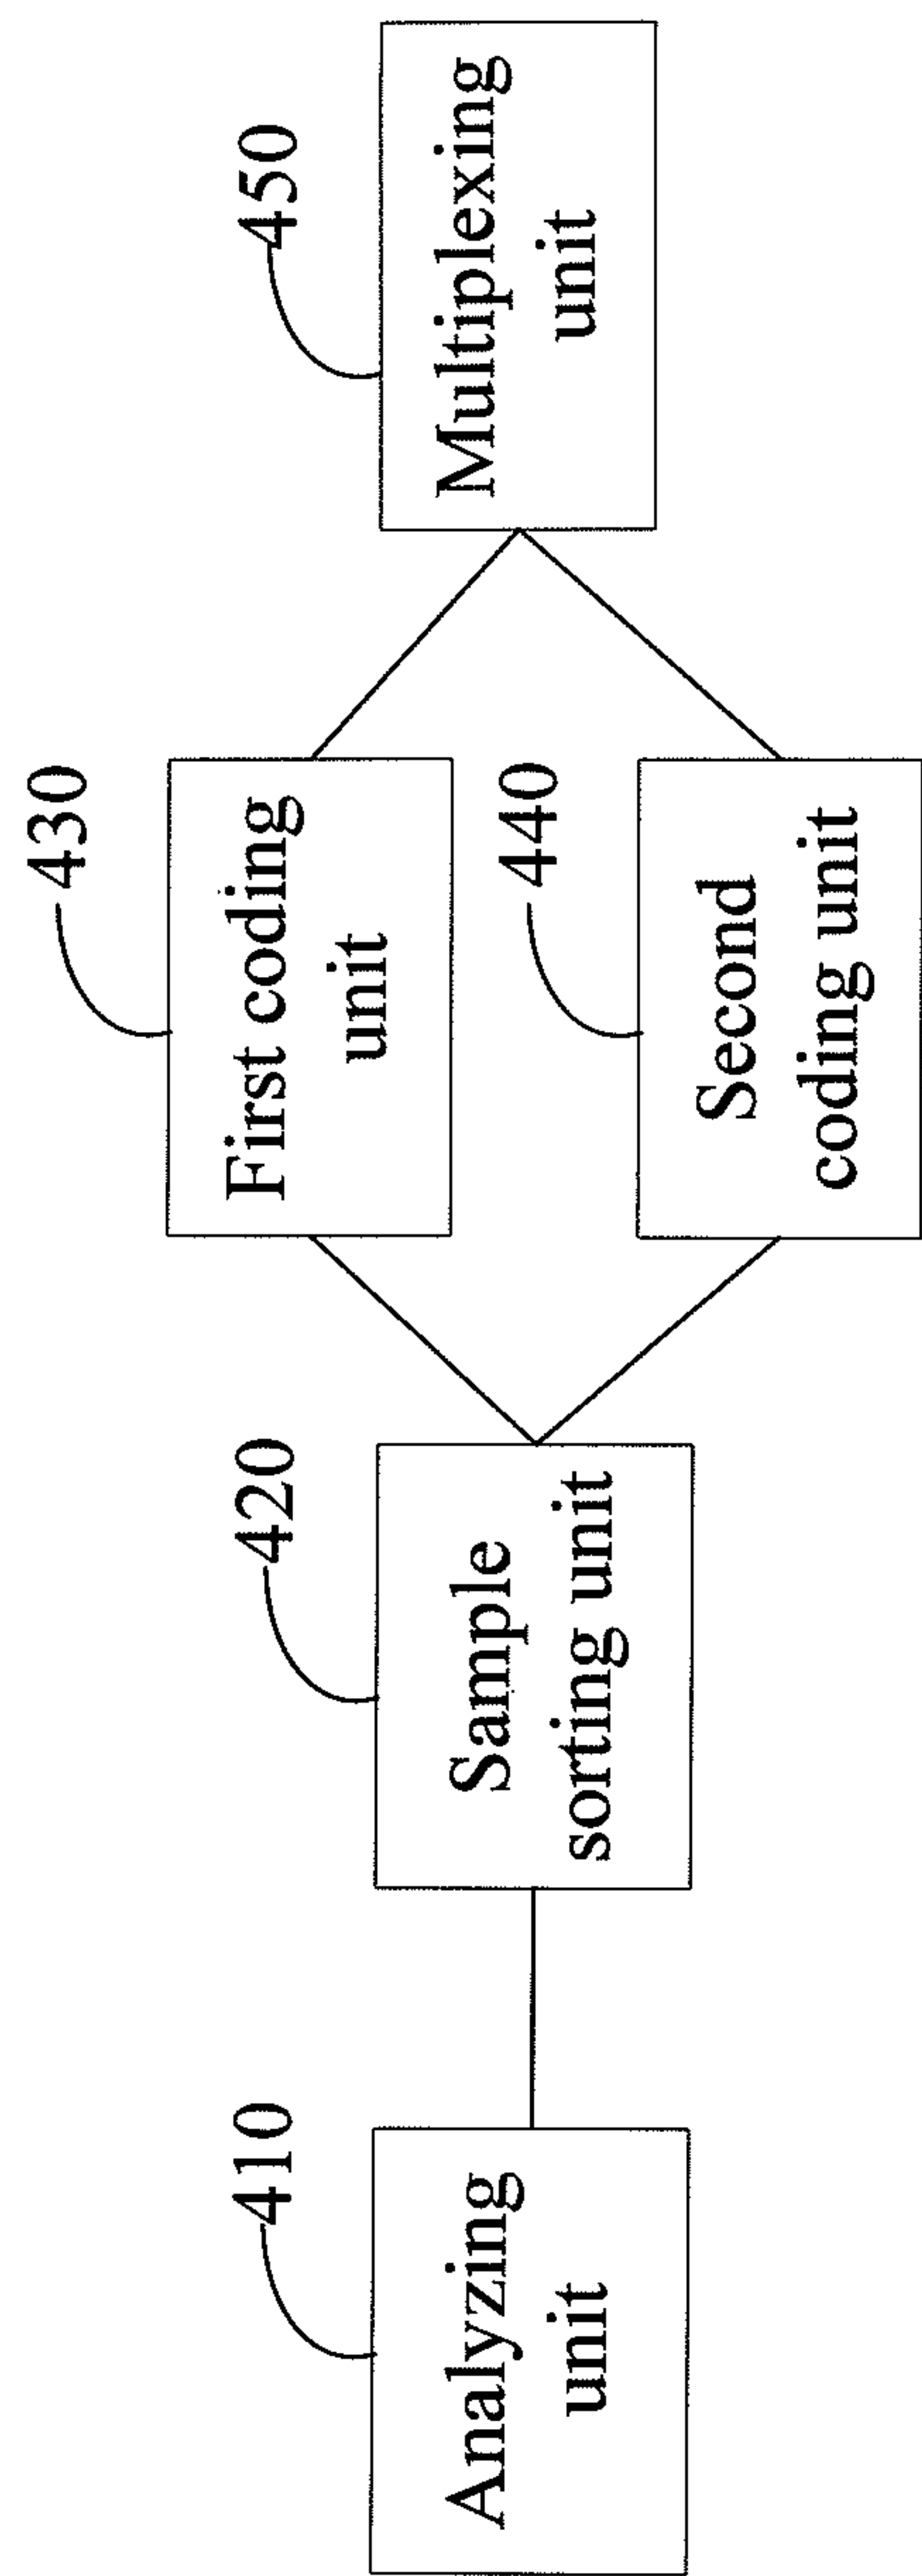 410
Analyzing
unit
420
Sample
sorting unit
430
First coding
unit
440
Second
coding unit
450
Multiplexing
unit